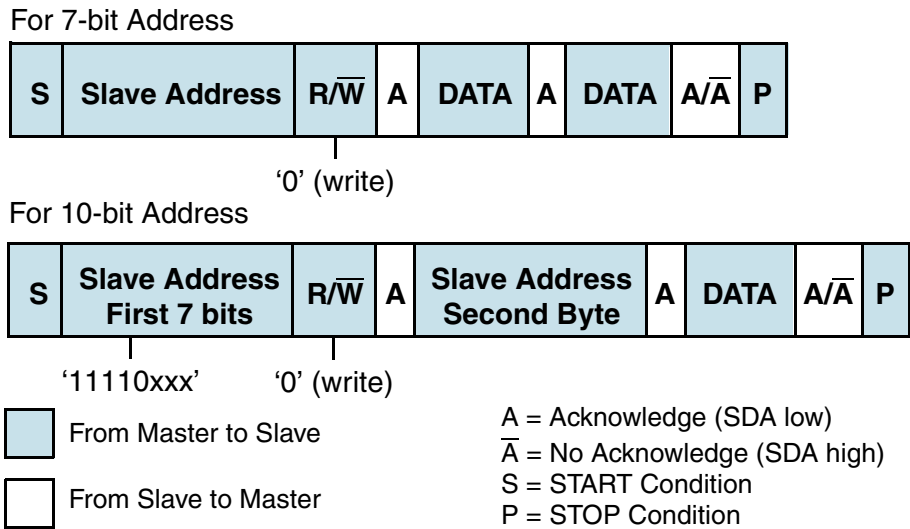 For 7-bit Address
S Slave Address R/W̅ A DATA A DATA A/A̅ P
‘0’ (write)
For 10-bit Address
S Slave Address First 7 bits R/W̅ A Slave Address Second Byte A DATA A/A̅ P
‘11110xxx’ ‘0’ (write)
From Master to Slave
From Slave to Master
A = Acknowledge (SDA low)
A̅ = No Acknowledge (SDA high)
S = START Condition
P = STOP Condition